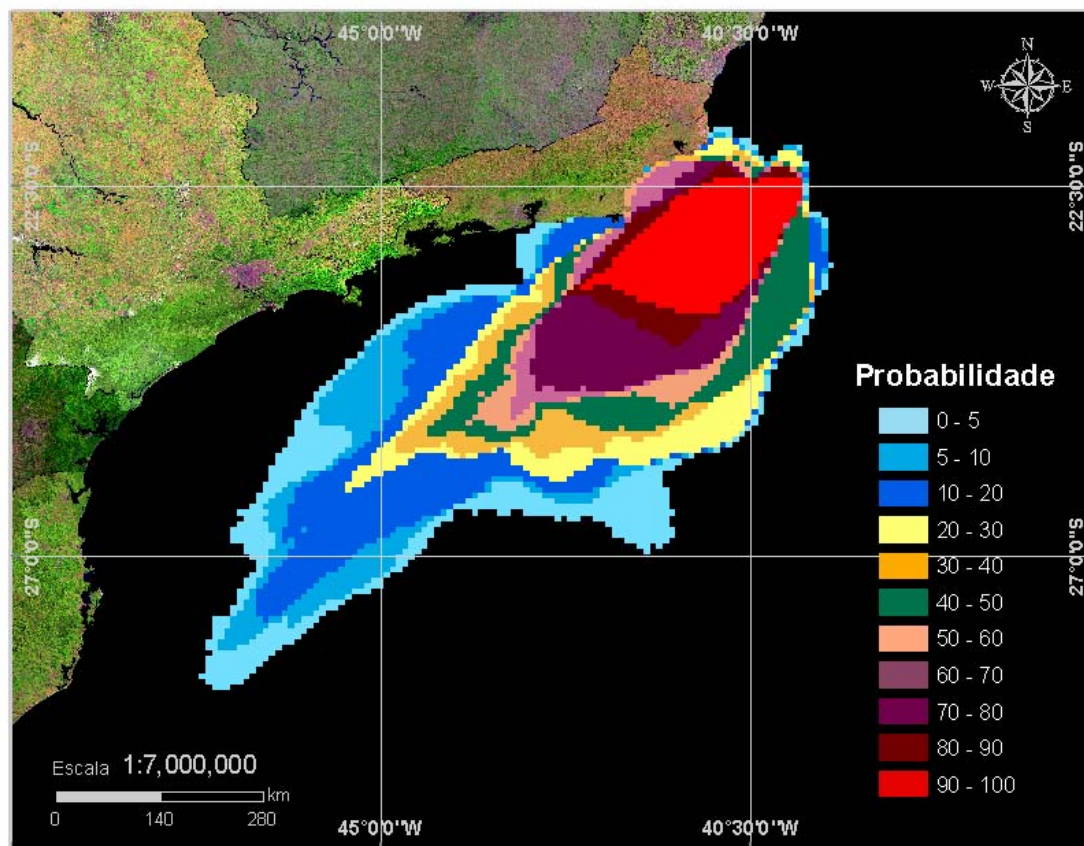 45°0'0"W 40°30'0"W
N
W E
S
22°30'0"S 22°30'0"S
Probabilidade
0 - 5
5 - 10
10 - 20
20 - 30
30 - 40
40 - 50
50 - 60
60 - 70
70 - 80
80 - 90
90 - 100
27°0'0"S 27°0'0"S
Escala 1:7,000,000
km
0 140 280
45°0'0"W 40°30'0"W